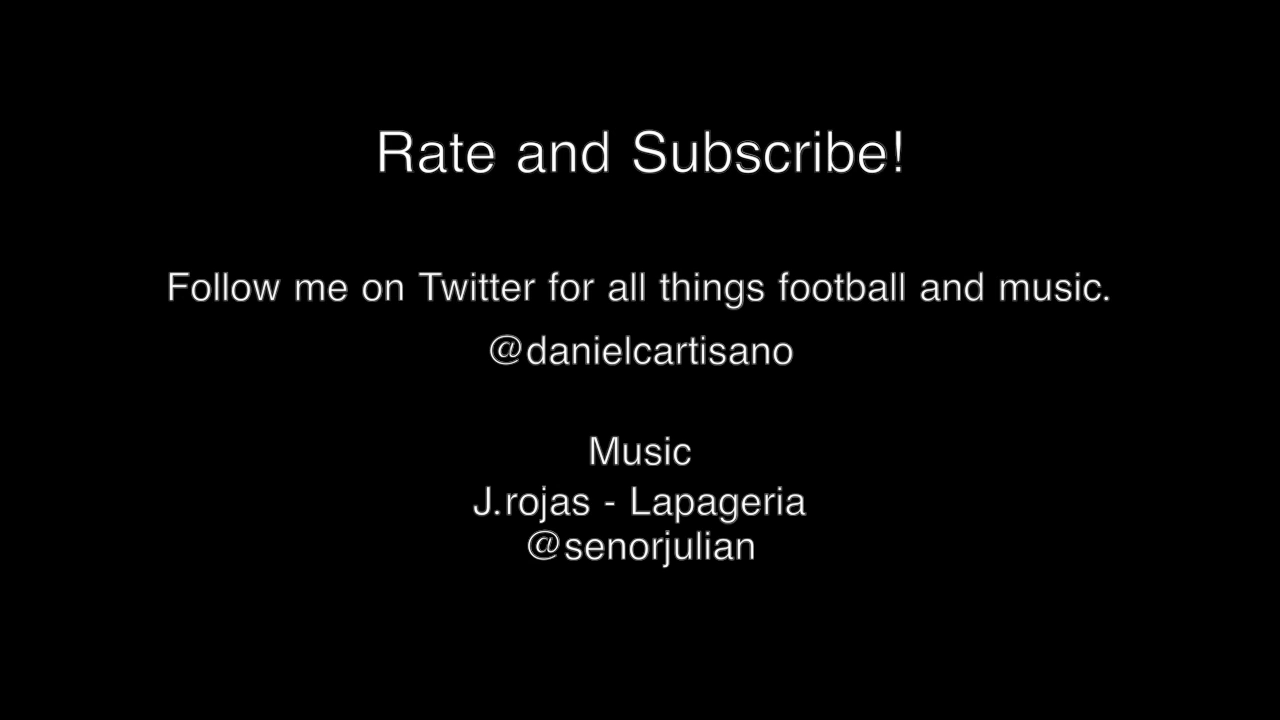 Rate and Subscribe!
Follow me on Twitter for all things football and music.
@danielcartisano
Music
J.rojas - Lapageria
@senorjulian